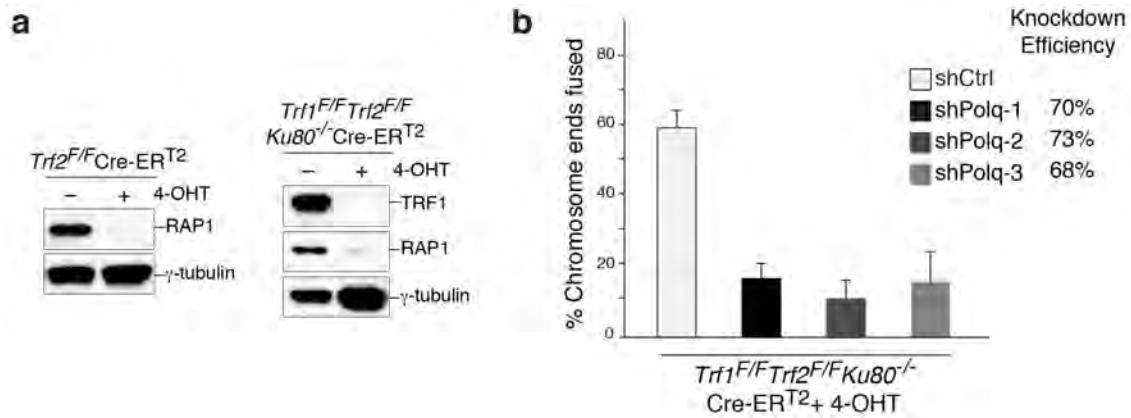 a
Trf2F/FCre-ERT2
– + 4-OHT
RAP1
γ-tubulin
Trf1F/FTrf2F/F
Ku80-/-Cre-ERT2
– + 4-OHT
TRF1
RAP1
γ-tubulin
b
% Chromosome ends fused
80
60
40
20
0
Knockdown
Efficiency
shCtrl
shPolq-1 70%
shPolq-2 73%
shPolq-3 68%
Trf1F/FTrf2F/FKu80-/-
Cre-ERT2+ 4-OHT